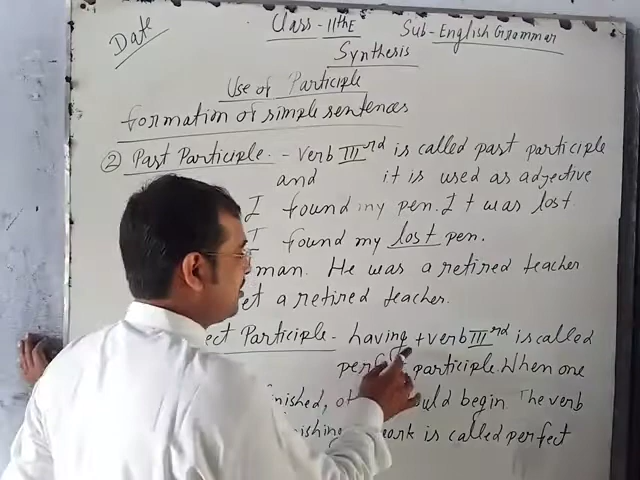 Date
Class - 11thE Sub-English Grammar
Synthesis
Use of Participle
Formation of simple sentences
② Past Participle. - Verb IIIrd is called past participle
and it is used as adjective
I found my pen. It was lost.
I found my lost pen.
man. He was a retired teacher
a retired teacher.
Participle - having + verb IIIrd is called
participle. When one
begin. The verb
work is called perfect